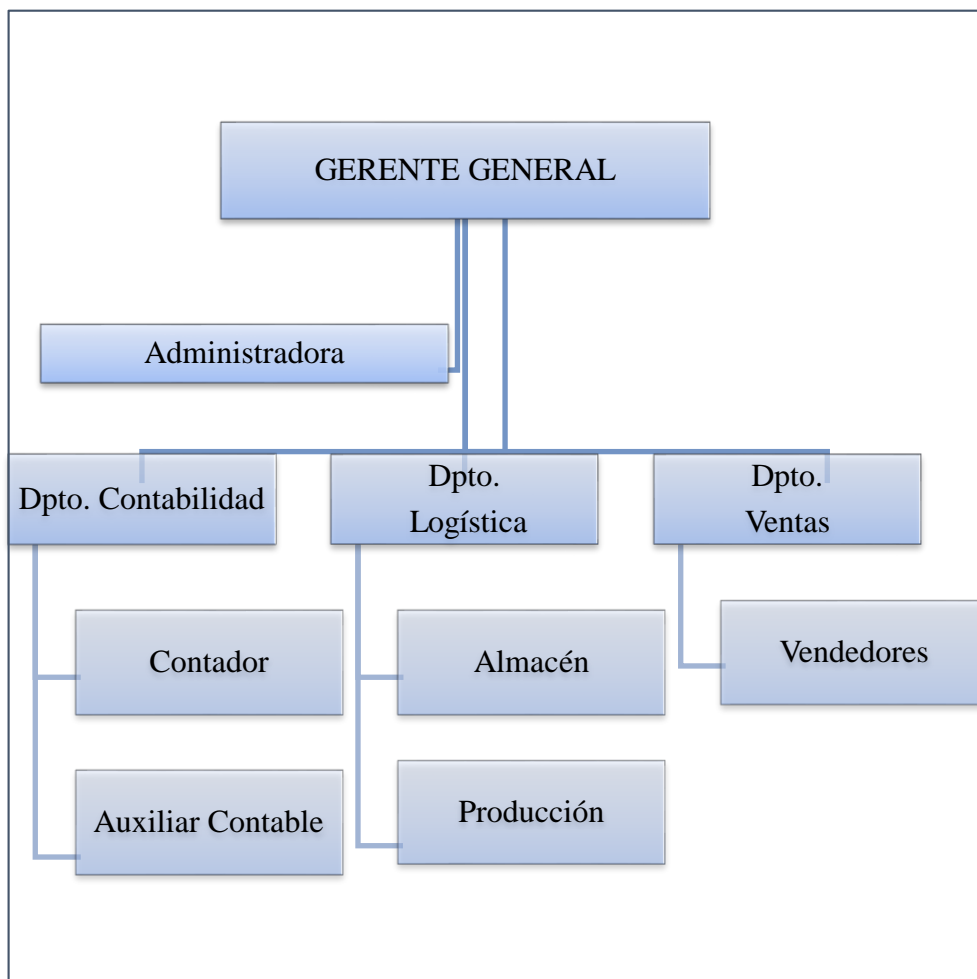 GERENTE GENERAL
Administradora
Dpto. Contabilidad
Dpto.
Logística
Dpto.
Ventas
Contador
Almacén
Vendedores
Auxiliar Contable
Producción